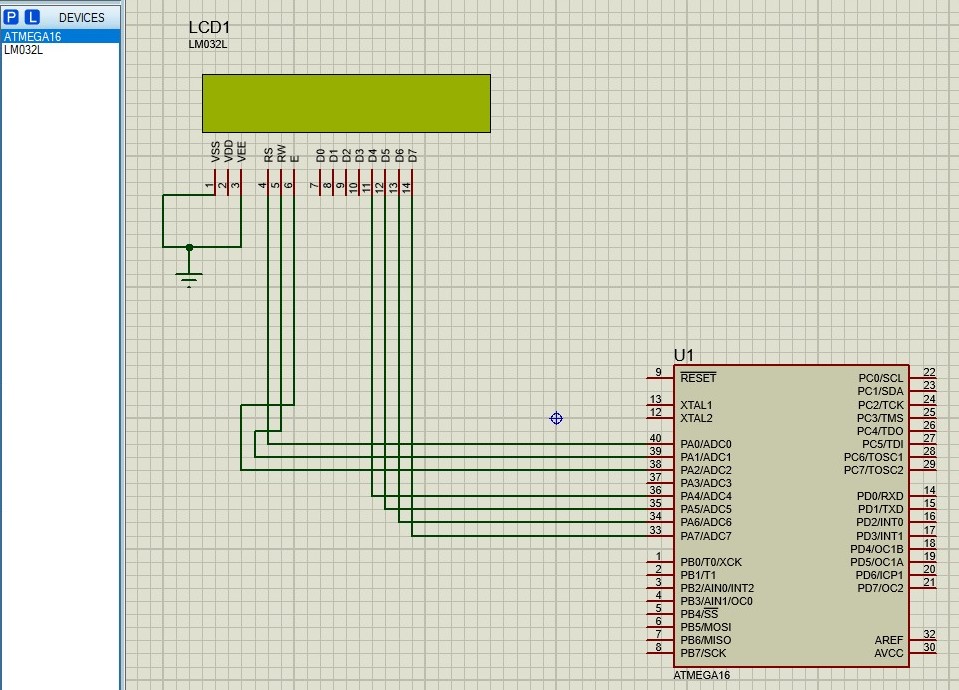 P L DEVICES
ATMEGA16
LM032L
LCD1
LM032L
VSS VDD VEE RS RW E D0 D1 D2 D3 D4 D5 D6 D7
1 2 3 4 5 6 7 8 9 10 11 12 13 14
U1
9 RESET PC0/SCL 22
PC1/SDA 23
13 XTAL1 PC2/TCK 24
12 XTAL2 PC3/TMS 25
PC4/TDO 26
40 PA0/ADC0 PC5/TDI 27
39 PA1/ADC1 PC6/TOSC1 28
38 PA2/ADC2 PC7/TOSC2 29
37 PA3/ADC3
36 PA4/ADC4 PD0/RXD 14
35 PA5/ADC5 PD1/TXD 15
34 PA6/ADC6 PD2/INT0 16
33 PA7/ADC7 PD3/INT1 17
PD4/OC1B 18
1 PB0/T0/XCK PD5/OC1A 19
2 PB1/T1 PD6/ICP1 20
3 PB2/AIN0/INT2 PD7/OC2 21
4 PB3/AIN1/OC0
5 PB4/SS
6 PB5/MOSI
7 PB6/MISO AREF 32
8 PB7/SCK AVCC 30
ATMEGA16